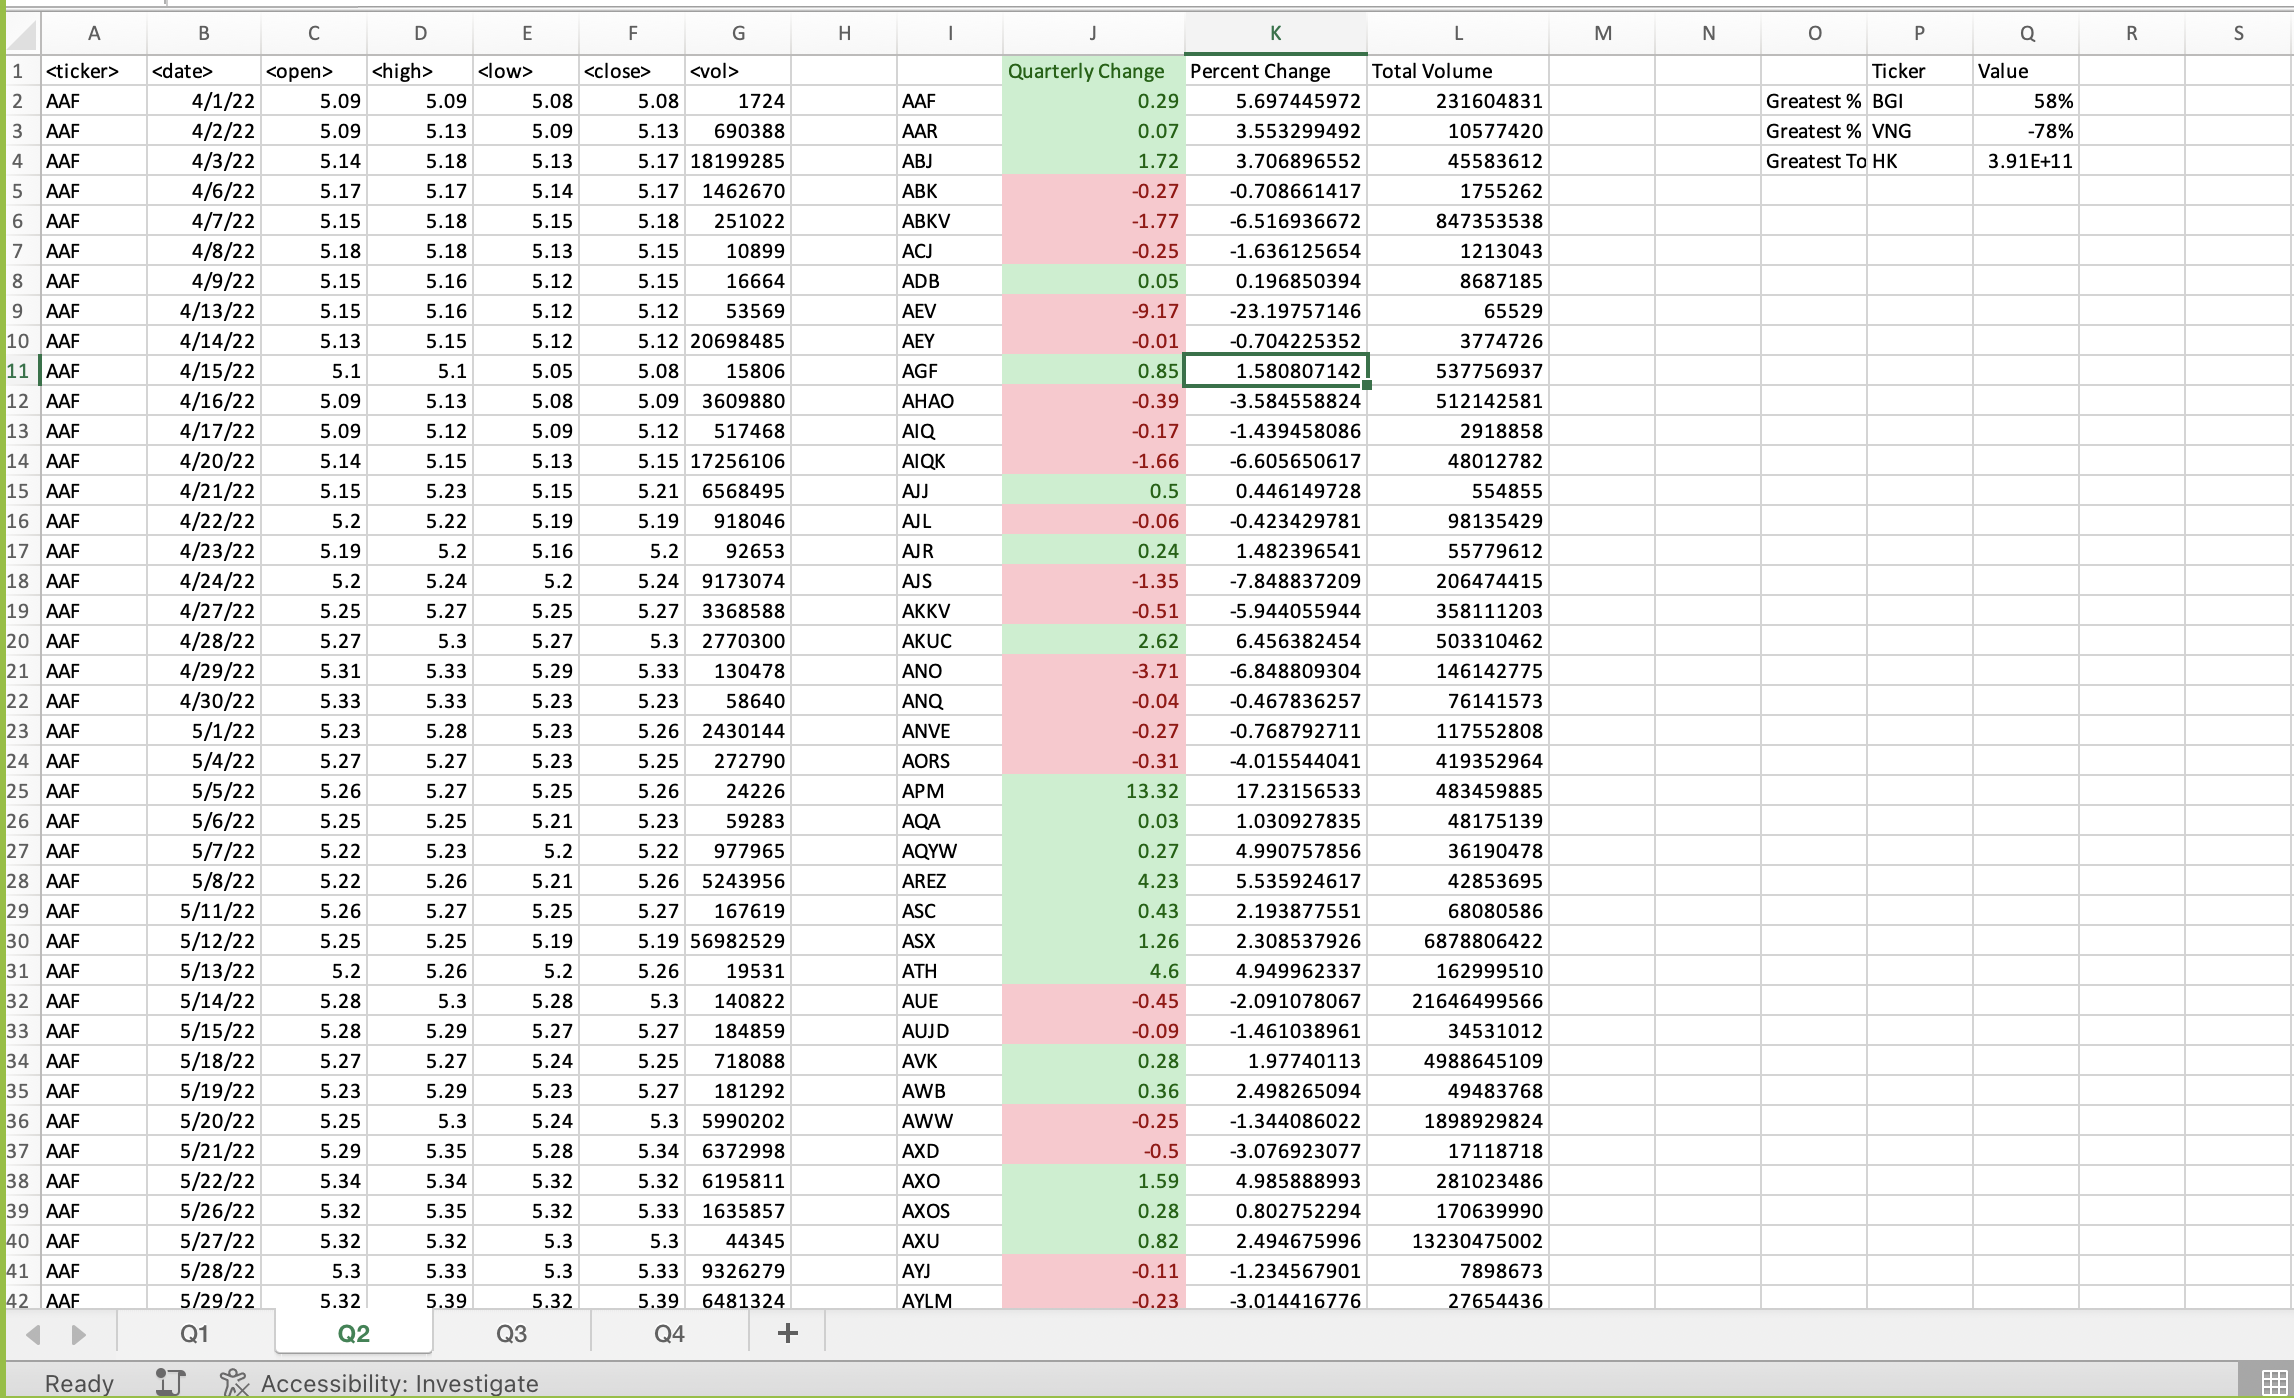 A B C D E F G H I J K L M N O P Q R S
1 <ticker> <date> <open> <high> <low> <close> <vol> Quarterly Change Percent Change Total Volume Ticker Value
2 AAF 4/1/22 5.09 5.09 5.08 5.08 1724 AAF 0.29 5.697445972 231604831 Greatest % BGI 58%
3 AAF 4/2/22 5.09 5.13 5.09 5.13 690388 AAR 0.07 3.553299492 10577420 Greatest % VNG -78%
4 AAF 4/3/22 5.14 5.18 5.13 5.17 18199285 ABJ 1.72 3.706896552 45583612 Greatest To HK 3.91E+11
5 AAF 4/6/22 5.17 5.17 5.14 5.17 1462670 ABK -0.27 -0.708661417 1755262
6 AAF 4/7/22 5.15 5.18 5.15 5.18 251022 ABKV -1.77 -6.516936672 847353538
7 AAF 4/8/22 5.18 5.18 5.13 5.15 10899 ACJ -0.25 -1.636125654 1213043
8 AAF 4/9/22 5.15 5.16 5.12 5.15 16664 ADB 0.05 0.196850394 8687185
9 AAF 4/13/22 5.15 5.16 5.12 5.12 53569 AEV -9.17 -23.19757146 65529
10 AAF 4/14/22 5.13 5.15 5.12 5.12 20698485 AEY -0.01 -0.704225352 3774726
11 AAF 4/15/22 5.1 5.1 5.05 5.08 15806 AGF 0.85 1.580807142 537756937
12 AAF 4/16/22 5.09 5.13 5.08 5.09 3609880 AHAO -0.39 -3.584558824 512142581
13 AAF 4/17/22 5.09 5.12 5.09 5.12 517468 AIQ -0.17 -1.439458086 2918858
14 AAF 4/20/22 5.14 5.15 5.13 5.15 17256106 AIQK -1.66 -6.605650617 48012782
15 AAF 4/21/22 5.15 5.23 5.15 5.21 6568495 AJJ 0.5 0.446149728 554855
16 AAF 4/22/22 5.2 5.22 5.19 5.19 918046 AJL -0.06 -0.423429781 98135429
17 AAF 4/23/22 5.19 5.2 5.16 5.2 92653 AJR 0.24 1.482396541 55779612
18 AAF 4/24/22 5.2 5.24 5.2 5.24 9173074 AJS -1.35 -7.848837209 206474415
19 AAF 4/27/22 5.25 5.27 5.25 5.27 3368588 AKKV -0.51 -5.944055944 358111203
20 AAF 4/28/22 5.27 5.3 5.27 5.3 2770300 AKUC 2.62 6.456382454 503310462
21 AAF 4/29/22 5.31 5.33 5.29 5.33 130478 ANO -3.71 -6.848809304 146142775
22 AAF 4/30/22 5.33 5.33 5.23 5.23 58640 ANQ -0.04 -0.467836257 76141573
23 AAF 5/1/22 5.23 5.28 5.23 5.26 2430144 ANVE -0.27 -0.768792711 117552808
24 AAF 5/4/22 5.27 5.27 5.23 5.25 272790 AORS -0.31 -4.015544041 419352964
25 AAF 5/5/22 5.26 5.27 5.25 5.26 24226 APM 13.32 17.23156533 483459885
26 AAF 5/6/22 5.25 5.25 5.21 5.23 59283 AQA 0.03 1.030927835 48175139
27 AAF 5/7/22 5.22 5.23 5.2 5.22 977965 AQYW 0.27 4.990757856 36190478
28 AAF 5/8/22 5.22 5.26 5.21 5.26 5243956 AREZ 4.23 5.535924617 42853695
29 AAF 5/11/22 5.26 5.27 5.25 5.27 167619 ASC 0.43 2.193877551 68080586
30 AAF 5/12/22 5.25 5.25 5.19 5.19 56982529 ASX 1.26 2.308537926 6878806422
31 AAF 5/13/22 5.2 5.26 5.2 5.26 19531 ATH 4.6 4.949962337 162999510
32 AAF 5/14/22 5.28 5.3 5.28 5.3 140822 AUE -0.45 -2.091078067 21646499566
33 AAF 5/15/22 5.28 5.29 5.27 5.27 184859 AUJD -0.09 -1.461038961 34531012
34 AAF 5/18/22 5.27 5.27 5.24 5.25 718088 AVK 0.28 1.97740113 4988645109
35 AAF 5/19/22 5.23 5.29 5.23 5.27 181292 AWB 0.36 2.498265094 49483768
36 AAF 5/20/22 5.25 5.3 5.24 5.3 5990202 AWW -0.25 -1.344086022 1898929824
37 AAF 5/21/22 5.29 5.35 5.28 5.34 6372998 AXD -0.5 -3.076923077 17118718
38 AAF 5/22/22 5.34 5.34 5.32 5.32 6195811 AXO 1.59 4.985888993 281023486
39 AAF 5/26/22 5.32 5.35 5.32 5.33 1635857 AXOS 0.28 0.802752294 170639990
40 AAF 5/27/22 5.32 5.32 5.3 5.3 44345 AXU 0.82 2.494675996 13230475002
41 AAF 5/28/22 5.3 5.33 5.3 5.33 9326279 AYJ -0.11 -1.234567901 7898673
42 AAF 5/29/22 5.32 5.39 5.32 5.39 6481324 AYLM -0.23 -3.014416776 27654436
Q1 Q2 Q3 Q4 +
Ready Accessibility: Investigate